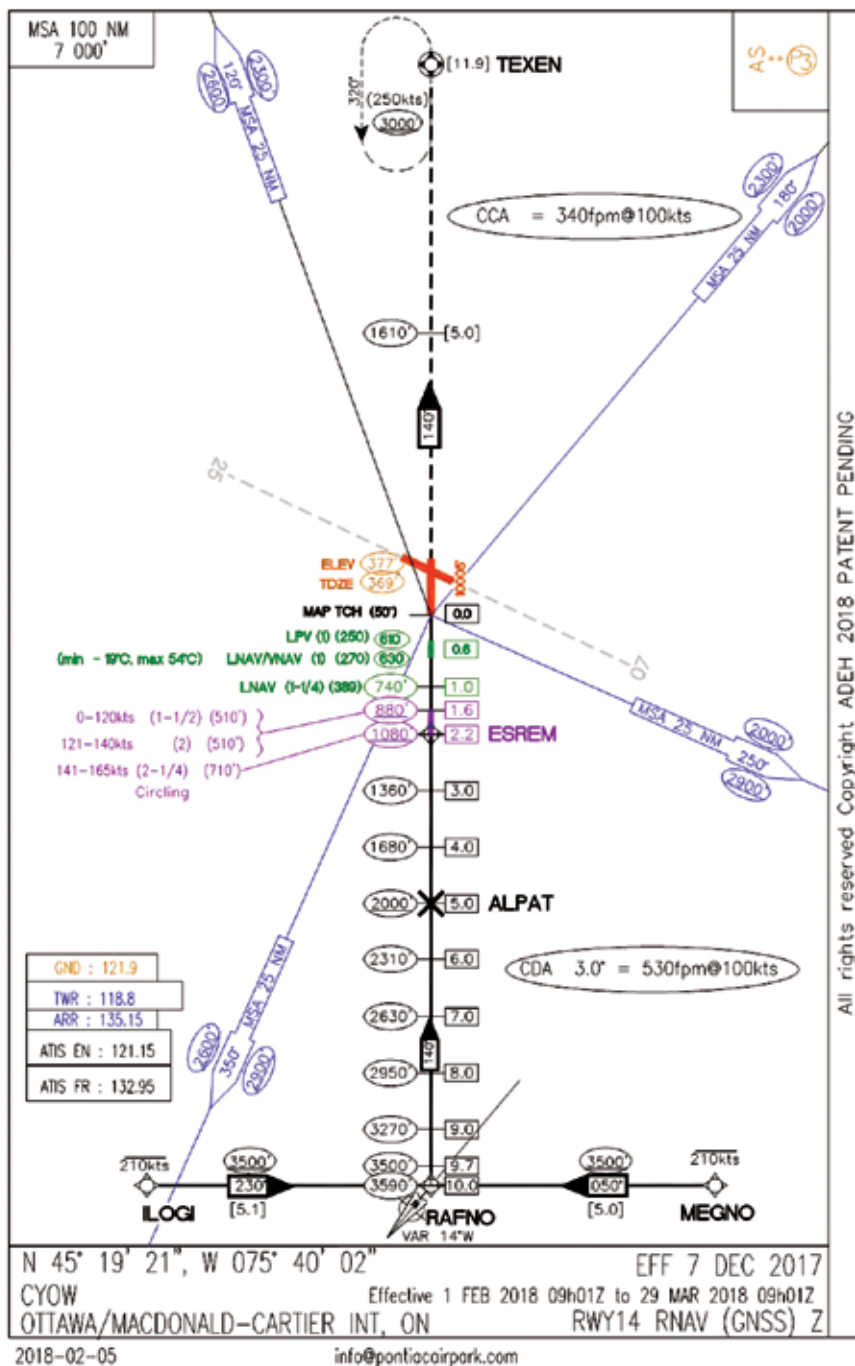 MSA 100 NM
7 000'
AS
P3
2600' 120° 2300'
MSA 25 NM
[11.9] TEXEN
320°
(250kts)
3000'
CCA = 340fpm@100kts
2300' 180° 2000'
MSA 25 NM
1610' [5.0]
140°
25
ELEV 377'
TDZE 369'
10005'
MAP TCH (50') 0.0
LPV (1) (250) 610
0.6
(min - 19°C, max 54°C) LNAV/VNAV (1) (270) 630
LNAV (1-1/4) (389) 740' 1.0
07
0-120kts (1-1/2) (510') 880' 1.6
121-140kts (2) (510')
1080' 2.2 ESREM
141-165kts (2-1/4) (710')
Circling
MSA 25 NM
2000' 250° 2900'
1360' 3.0
1680' 4.0
2000' 5.0 ALPAT
2310' 6.0
CDA 3.0° = 530fpm@100kts
GND : 121.9
TWR : 118.8
ARR : 135.15
ATIS EN : 121.15
ATIS FR : 132.95
MSA 25 NM
2600' 350° 2900'
2630' 7.0
140°
2950' 8.0
3270' 9.0
3500' 9.7
3590' 10.0
210kts
3500'
230°
[5.1]
ILOGI
RAFNO
VAR 14°W
3500'
050°
[5.0]
210kts
MEGNO
N 45° 19' 21", W 075° 40' 02" EFF 7 DEC 2017
CYOW Effective 1 FEB 2018 09h01Z to 29 MAR 2018 09h01Z
OTTAWA/MACDONALD-CARTIER INT, ON RWY14 RNAV (GNSS) Z
All rights reserved Copyright ADEH 2018 PATENT PENDING
2018-02-05 info@pontiacairpark.com